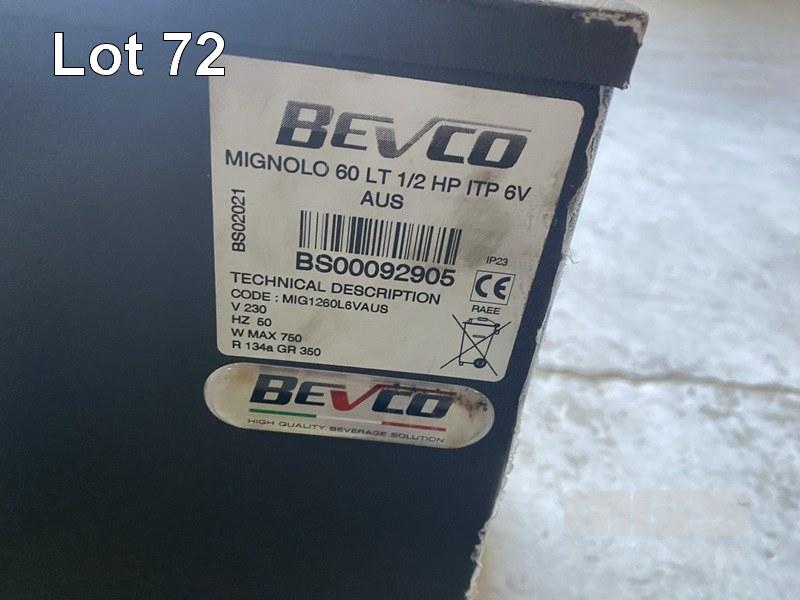 Lot 72
BEVCO
MIGNOLO 60 LT 1/2 HP ITP 6V
AUS
BS02021
BS00092905
IP23
CE
RAEE
TECHNICAL DESCRIPTION
CODE : MIG1260L6VAUS
V 230
HZ 50
W MAX 750
R 134a GR 350
BEVCO
HIGH QUALITY BEVERAGE SOLUTION
MGS